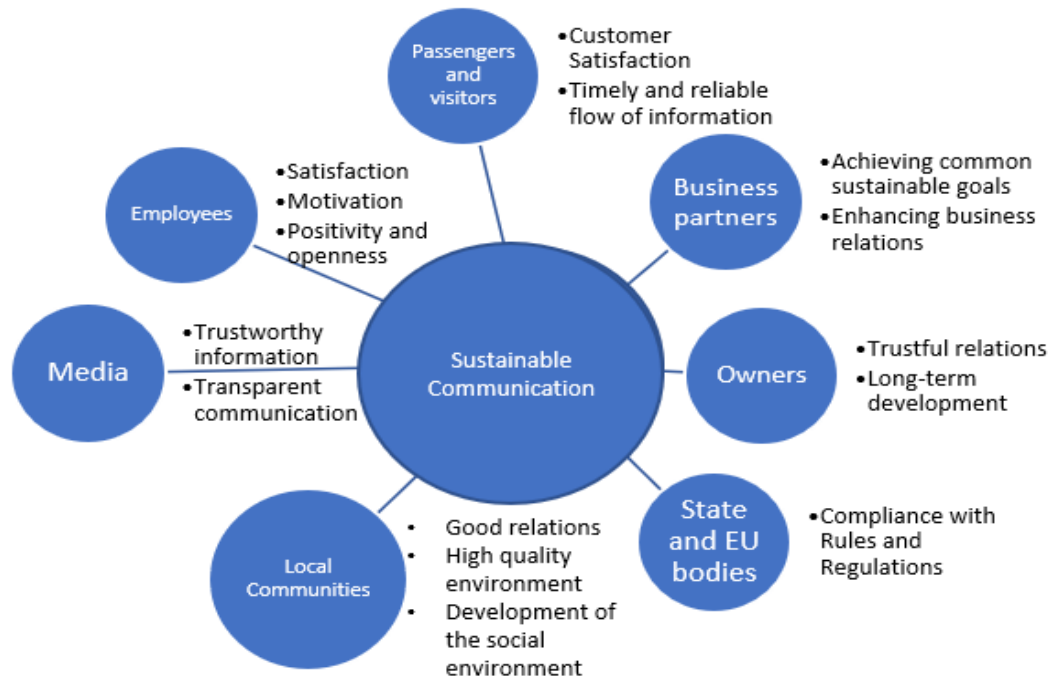 Passengers
and
visitors
•Customer
Satisfaction
•Timely and reliable
flow of information
Business
partners
•Achieving common
sustainable goals
•Enhancing business
relations
Employees
•Satisfaction
•Motivation
•Positivity and
openness
Media
•Trustworthy
information
•Transparent
communication
Sustainable
Communication
Owners
•Trustful relations
•Long-term
development
State
and EU
bodies
•Compliance with
Rules and
Regulations
Local
Communities
• Good relations
• High quality
environment
• Development of
the social
environment